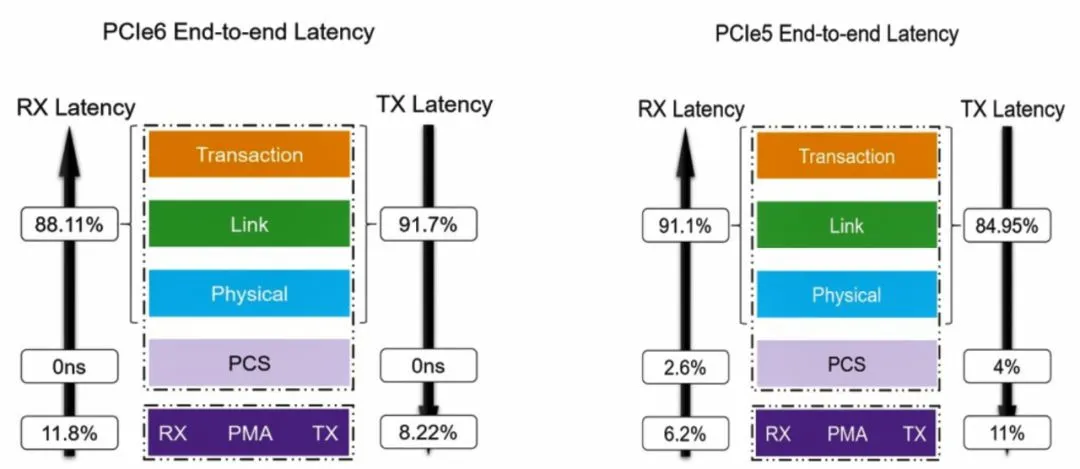 PCIe6 End-to-end Latency
RX Latency
TX Latency
Transaction
88.11%
Link
91.7%
Physical
0ns
PCS
0ns
11.8%
RX PMA TX
8.22%
PCIe5 End-to-end Latency
RX Latency
TX Latency
Transaction
91.1%
Link
84.95%
Physical
2.6%
PCS
4%
6.2%
RX PMA TX
11%